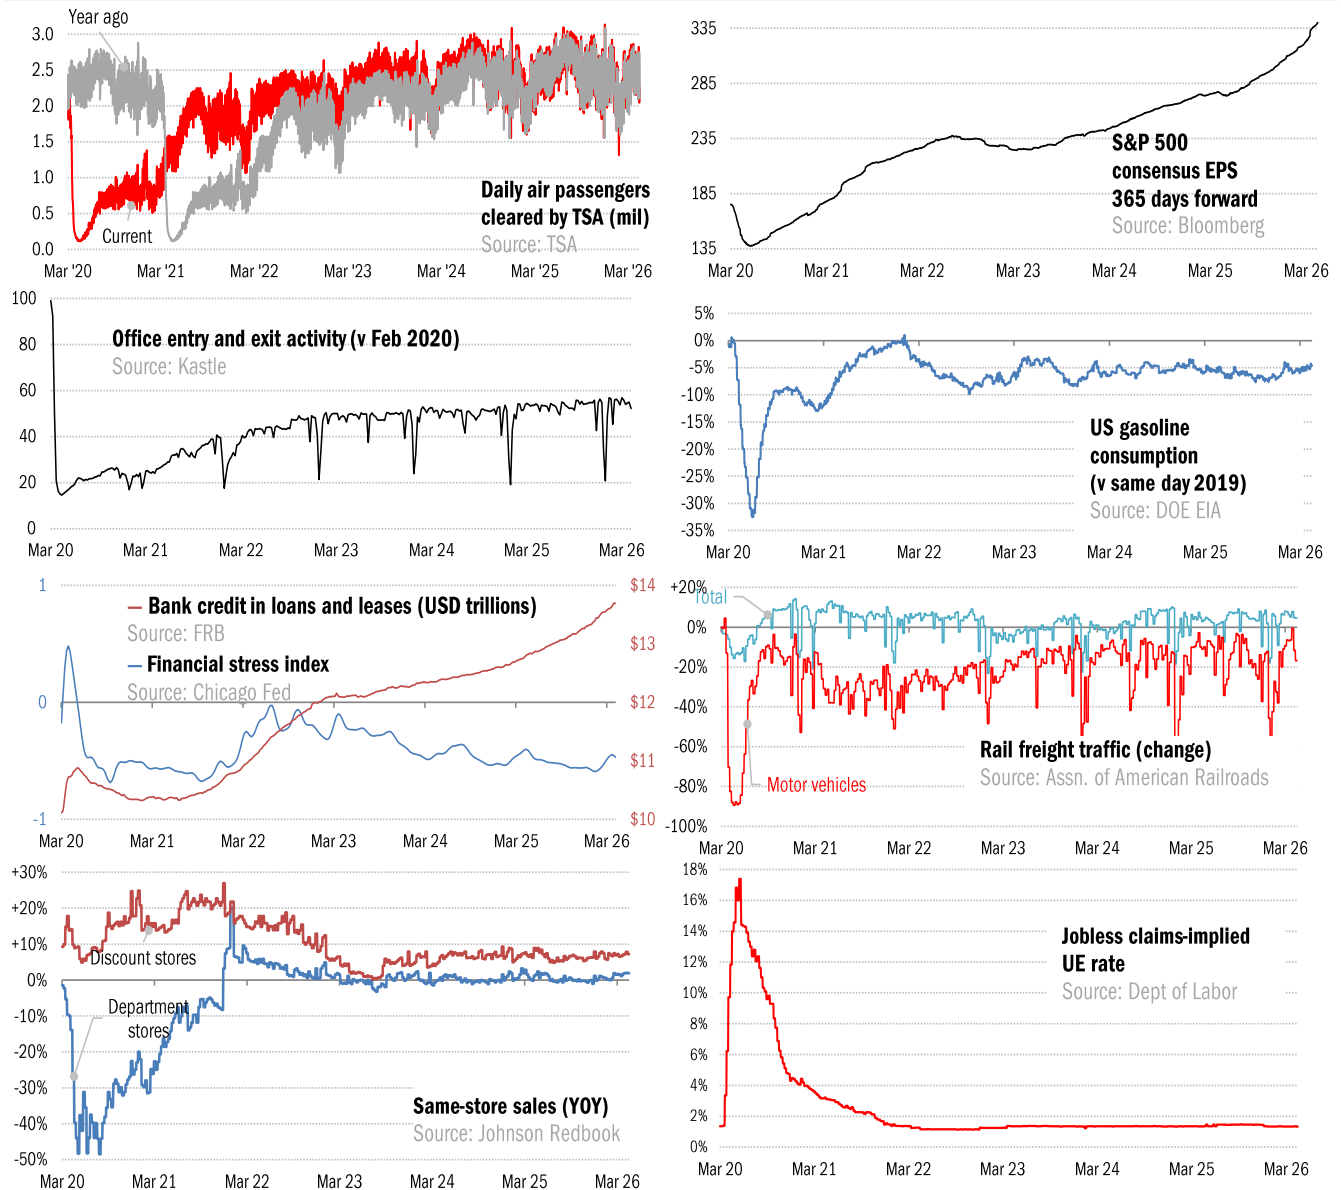 Year ago
3.0
2.5
2.0
1.5
1.0
0.5
0.0
Current
Daily air passengers
cleared by TSA (mil)
Source: TSA
Mar '20
Mar '21
Mar '22
Mar '23
Mar '24
Mar '25
Mar '26
335
285
235
185
135
S&P 500
consensus EPS
365 days forward
Source: Bloomberg
Mar 20
Mar 21
Mar 22
Mar 23
Mar 24
Mar 25
Mar 26
100
80
60
40
20
0
Office entry and exit activity (v Feb 2020)
Source: Kastle
Mar 20
Mar 21
Mar 22
Mar 23
Mar 24
Mar 25
Mar 26
5%
0%
-5%
-10%
-15%
-20%
-25%
-30%
-35%
US gasoline
consumption
(v same day 2019)
Source: DOE EIA
Mar 20
Mar 21
Mar 22
Mar 23
Mar 24
Mar 25
Mar 26
1
0
-1
Bank credit in loans and leases (USD trillions)
Source: FRB
Financial stress index
Source: Chicago Fed
$14
$13
$12
$11
$10
Mar 20
Mar 21
Mar 22
Mar 23
Mar 24
Mar 25
Mar 26
+20%
0%
-20%
-40%
-60%
-80%
-100%
Total
Motor vehicles
Rail freight traffic (change)
Source: Assn. of American Railroads
Mar 20
Mar 21
Mar 22
Mar 23
Mar 24
Mar 25
Mar 26
+30%
+20%
+10%
0%
-10%
-20%
-30%
-40%
-50%
Discount stores
Department
stores
Same-store sales (YOY)
Source: Johnson Redbook
Mar 20
Mar 21
Mar 22
Mar 23
Mar 24
Mar 25
Mar 26
18%
16%
14%
12%
10%
8%
6%
4%
2%
0%
Jobless claims-implied
UE rate
Source: Dept of Labor
Mar 20
Mar 21
Mar 22
Mar 23
Mar 24
Mar 25
Mar 26